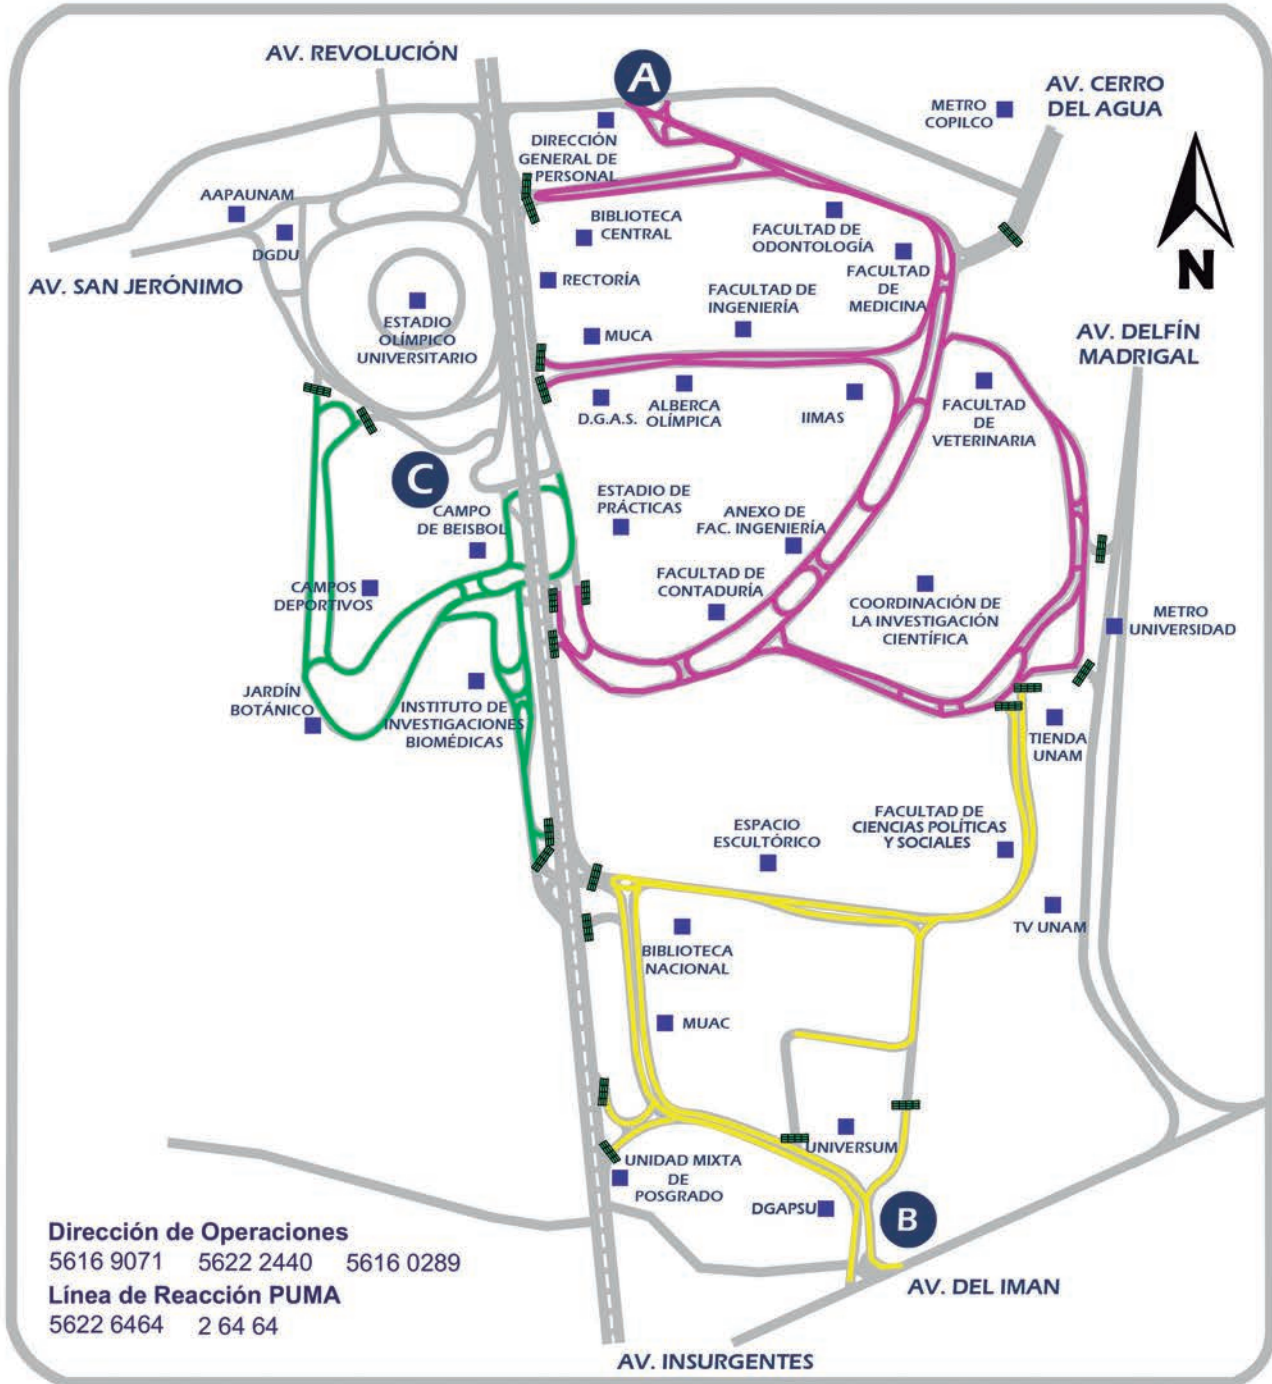 AV. REVOLUCIÓN
A
AV. CERRO
DEL AGUA
METRO
COPILCO
DIRECCIÓN
GENERAL DE
PERSONAL
AAPAUNAM
DGDU
BIBLIOTECA
CENTRAL
FACULTAD DE
ODONTOLOGÍA
FACULTAD
DE
MEDICINA
N
AV. SAN JERÓNIMO
RECTORÍA
FACULTAD DE
INGENIERÍA
ESTADIO
OLÍMPICO
UNIVERSITARIO
MUCA
AV. DELFÍN
MADRIGAL
D.G.A.S.
ALBERCA
OLÍMPICA
IIMAS
FACULTAD
DE
VETERINARIA
C
CAMPO
DE BEISBOL
ESTADIO DE
PRÁCTICAS
ANEXO DE
FAC. INGENIERÍA
CAMPOS
DEPORTIVOS
FACULTAD DE
CONTADURÍA
COORDINACIÓN DE
LA INVESTIGACIÓN
CIENTÍFICA
METRO
UNIVERSIDAD
JARDÍN
BOTÁNICO
INSTITUTO DE
INVESTIGACIONES
BIOMÉDICAS
TIENDA
UNAM
ESPACIO
ESCULTÓRICO
FACULTAD DE
CIENCIAS POLÍTICAS
Y SOCIALES
TV UNAM
BIBLIOTECA
NACIONAL
MUAC
UNIVERSUM
UNIDAD MIXTA
DE
POSGRADO
DGAPSU
B
Dirección de Operaciones
5616 9071 5622 2440 5616 0289
Línea de Reacción PUMA
5622 6464 2 64 64
AV. DEL IMAN
AV. INSURGENTES